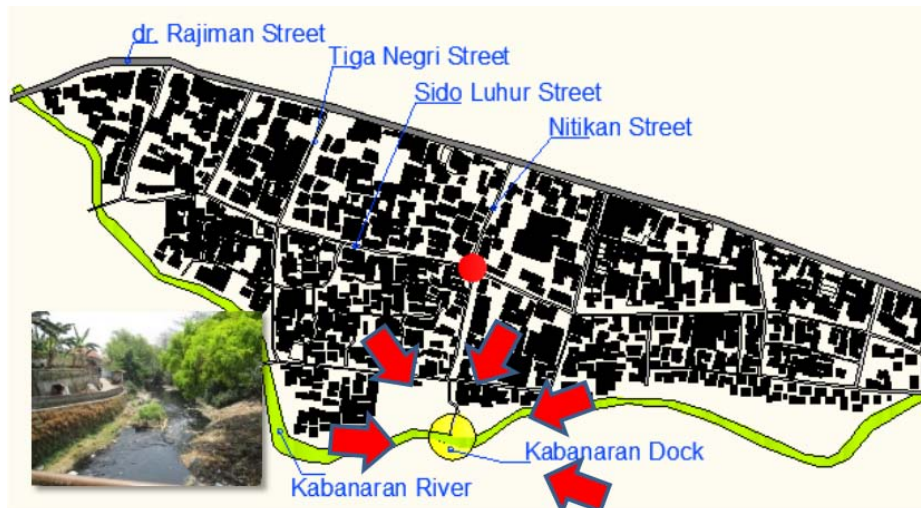 dr. Rajiman Street
Tiga Negri Street
Sido Luhur Street
Nitikan Street
Kabanaran Dock
Kabanaran River